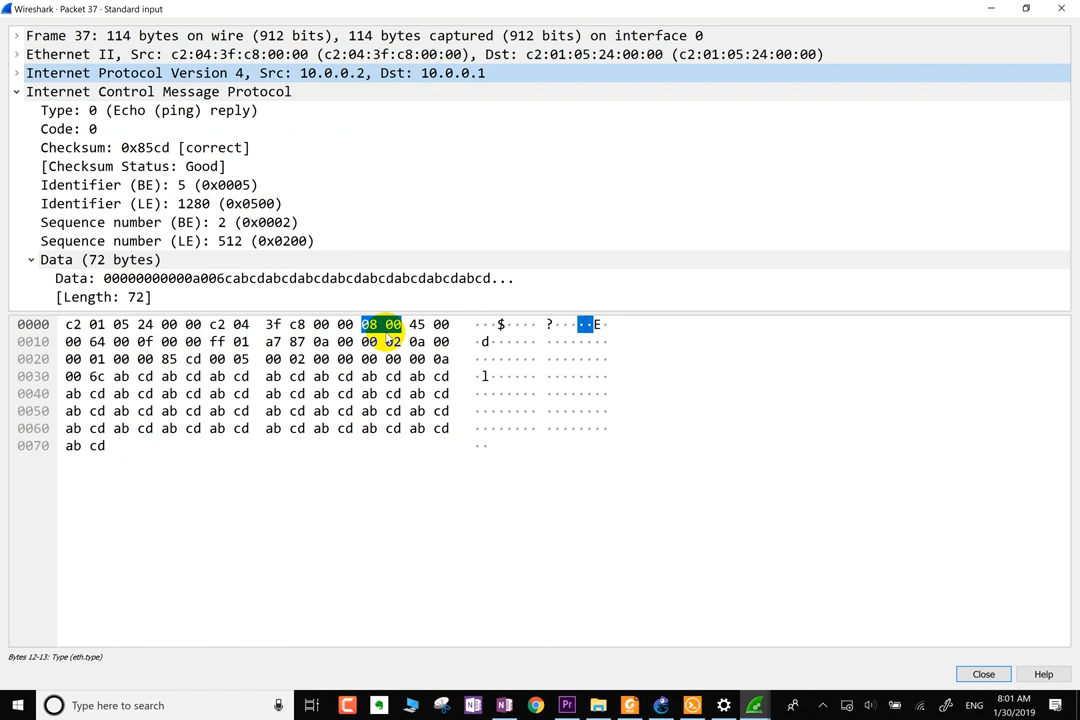 Wireshark · Packet 37 · Standard input
Frame 37: 114 bytes on wire (912 bits), 114 bytes captured (912 bits) on interface 0
Ethernet II, Src: c2:04:3f:c8:00:00 (c2:04:3f:c8:00:00), Dst: c2:01:05:24:00:00 (c2:01:05:24:00:00)
Internet Protocol Version 4, Src: 10.0.0.2, Dst: 10.0.0.1
Internet Control Message Protocol
Type: 0 (Echo (ping) reply)
Code: 0
Checksum: 0x85cd [correct]
[Checksum Status: Good]
Identifier (BE): 5 (0x0005)
Identifier (LE): 1280 (0x0500)
Sequence number (BE): 2 (0x0002)
Sequence number (LE): 512 (0x0200)
Data (72 bytes)
Data: 00000000000a006cabcdabcdabcdabcdabcdabcdabcdabcd...
[Length: 72]
0000 c2 01 05 24 00 00 c2 04 3f c8 00 00 08 00 45 00 ···$···· ?·····E·
0010 00 64 00 0f 00 00 ff 01 a7 87 0a 00 00 02 0a 00 ·d······ ········
0020 00 01 00 00 85 cd 00 05 00 02 00 00 00 00 00 0a ········ ········
0030 00 6c ab cd ab cd ab cd ab cd ab cd ab cd ab cd ·l······ ········
0040 ab cd ab cd ab cd ab cd ab cd ab cd ab cd ab cd ········ ········
0050 ab cd ab cd ab cd ab cd ab cd ab cd ab cd ab cd ········ ········
0060 ab cd ab cd ab cd ab cd ab cd ab cd ab cd ab cd ········ ········
0070 ab cd ··
Bytes 12-13: Type (eth.type)
Close Help
Type here to search
ENG
8:01 AM
1/30/2019